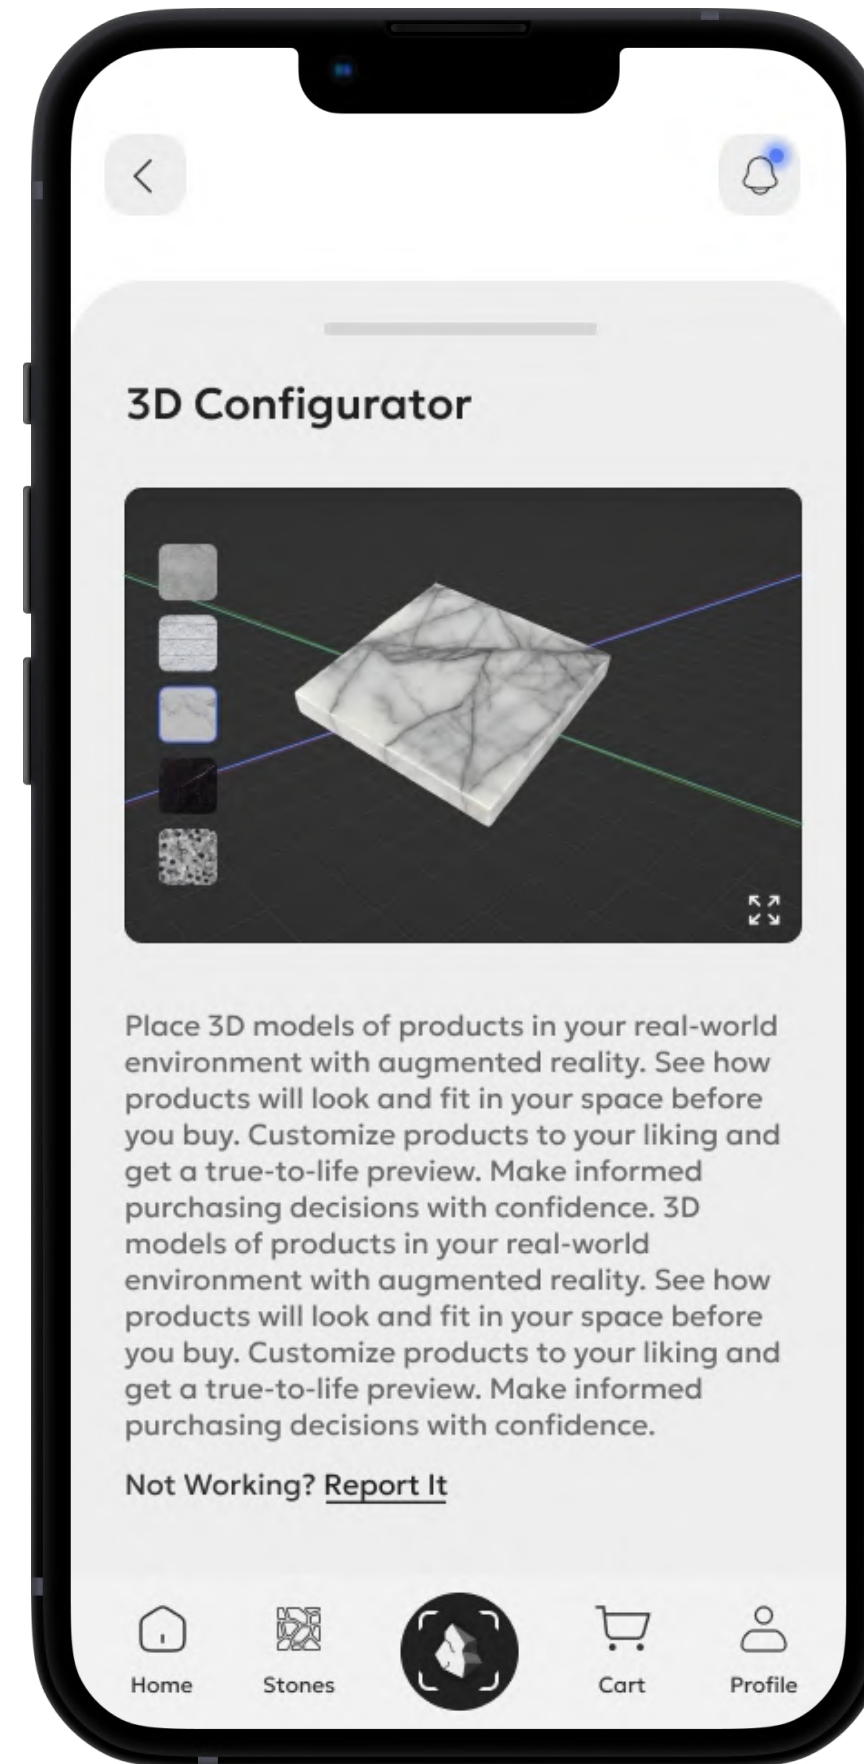 3D Configurator
Place 3D models of products in your real-world
environment with augmented reality. See how
products will look and fit in your space before
you buy. Customize products to your liking and
get a true-to-life preview. Make informed
purchasing decisions with confidence. 3D
models of products in your real-world
environment with augmented reality. See how
products will look and fit in your space before
you buy. Customize products to your liking and
get a true-to-life preview. Make informed
purchasing decisions with confidence.
Not Working? Report It
Home
Stones
Cart
Profile